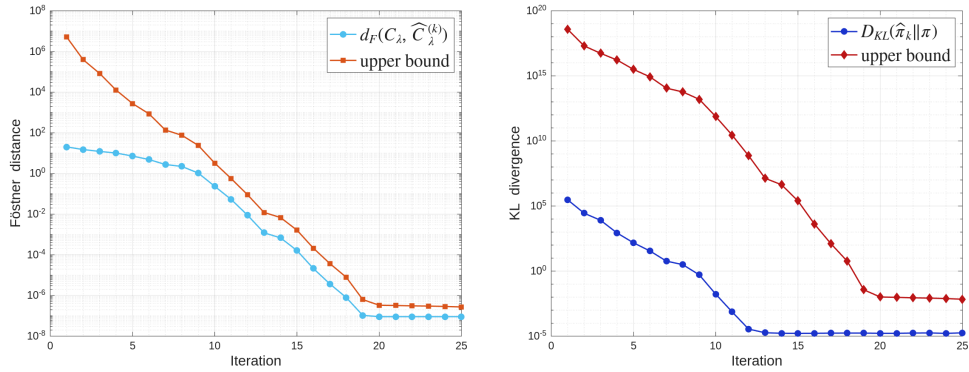 10^8
10^6
10^4
10^2
10^0
10^-2
10^-4
10^-6
10^-8
Föstner distance
0 5 10 15 20 25
Iteration
d_F(C_λ, Ĉ_λ^(k))
upper bound
10^20
10^15
10^10
10^5
10^0
10^-5
KL divergence
0 5 10 15 20 25
Iteration
D_KL(π̂_k||π)
upper bound